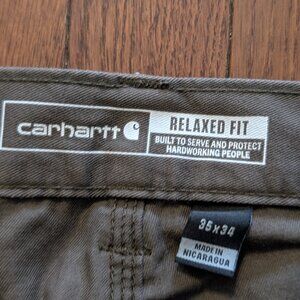 carhartt
RELAXED FIT
BUILT TO SERVE AND PROTECT
HARDWORKING PEOPLE
35x34
MADE IN
NICARAGUA